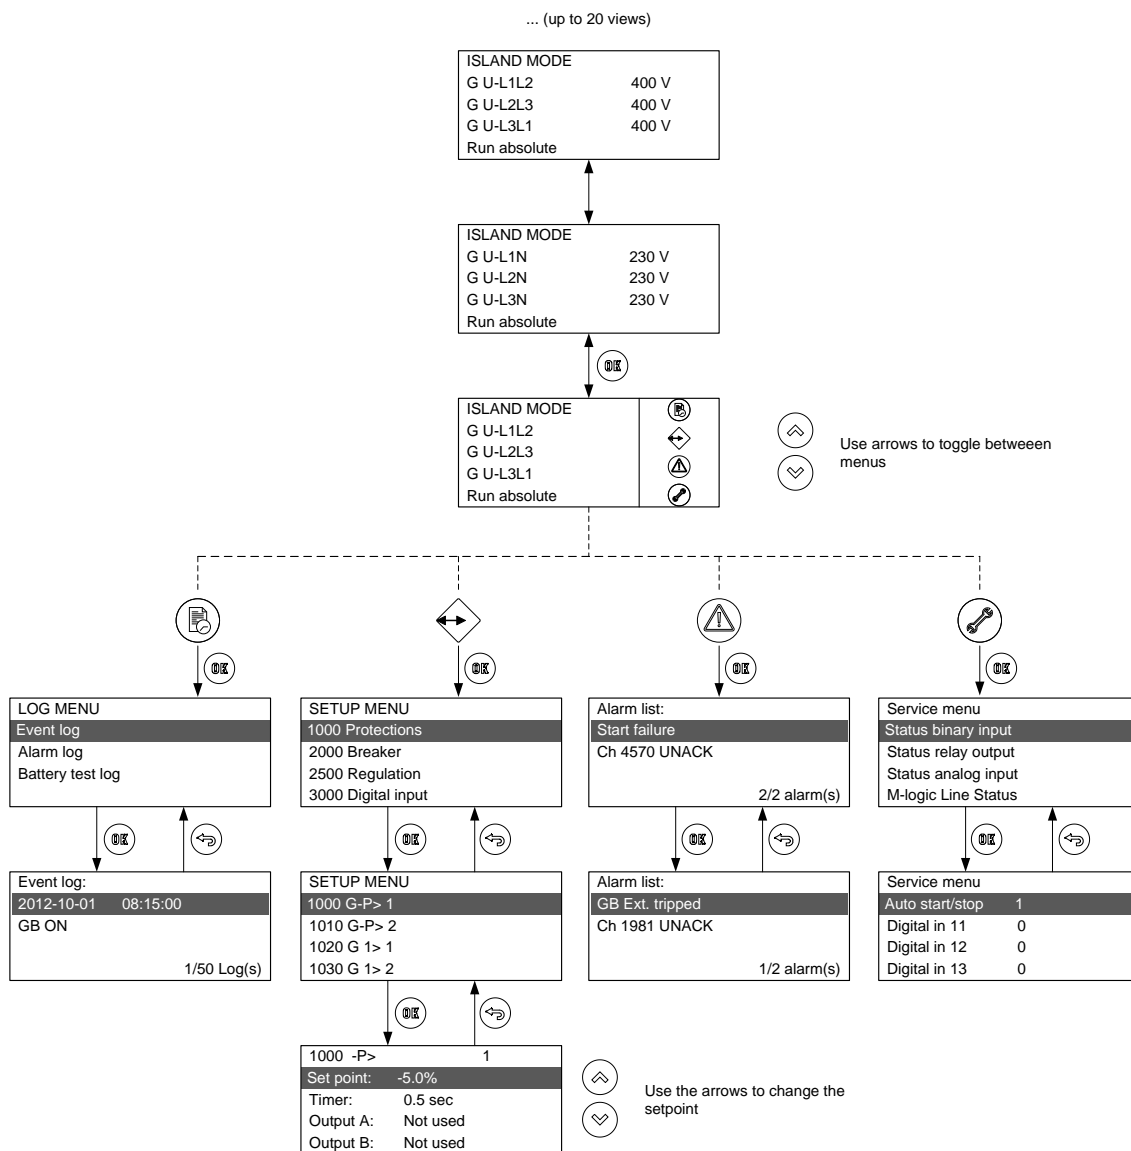 ... (up to 20 views)
ISLAND MODE
G U-L1L2 400 V
G U-L2L3 400 V
G U-L3L1 400 V
Run absolute
ISLAND MODE
G U-L1N 230 V
G U-L2N 230 V
G U-L3N 230 V
Run absolute
OK
ISLAND MODE
G U-L1L2
G U-L2L3
G U-L3L1
Run absolute
Use arrows to toggle betweeen
menus
OK
OK
OK
OK
LOG MENU
Event log
Alarm log
Battery test log
SETUP MENU
1000 Protections
2000 Breaker
2500 Regulation
3000 Digital input
Alarm list:
Start failure
Ch 4570 UNACK
2/2 alarm(s)
Service menu
Status binary input
Status relay output
Status analog input
M-logic Line Status
OK
OK
OK
OK
Event log:
2012-10-01 08:15:00
GB ON
1/50 Log(s)
SETUP MENU
1000 G-P> 1
1010 G-P> 2
1020 G 1> 1
1030 G 1> 2
Alarm list:
GB Ext. tripped
Ch 1981 UNACK
1/2 alarm(s)
Service menu
Auto start/stop 1
Digital in 11 0
Digital in 12 0
Digital in 13 0
OK
1000 -P> 1
Set point: -5.0%
Timer: 0.5 sec
Output A: Not used
Output B: Not used
Use the arrows to change the
setpoint